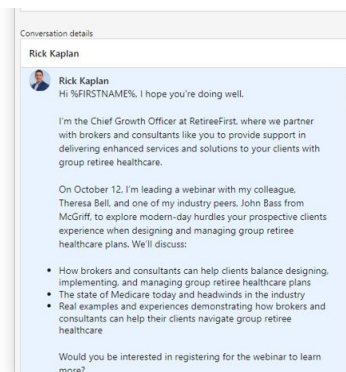 Conversation details
Rick Kaplan
Rick Kaplan
Hi %FIRSTNAME%, I hope you're doing well.
I'm the Chief Growth Officer at RetireeFirst, where we partner
with brokers and consultants like you to provide support in
delivering enhanced services and solutions to your clients with
group retiree healthcare.
On October 12, I'm leading a webinar with my colleague,
Theresa Bell, and one of my industry peers, John Bass from
McGriff, to explore modern-day hurdles your prospective clients
experience when designing and managing group retiree
healthcare plans. We'll discuss:
• How brokers and consultants can help clients balance designing,
implementing, and managing group retiree healthcare plans
• The state of Medicare today and headwinds in the industry
• Real examples and experiences demonstrating how brokers and
consultants can help their clients navigate group retiree
healthcare
Would you be interested in registering for the webinar to learn
more?